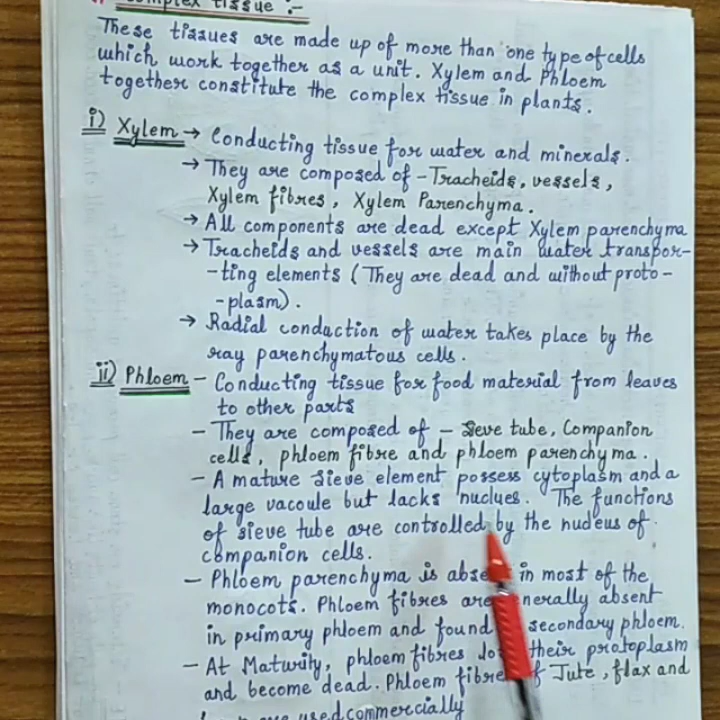 Complex tissue :-
These tissues are made up of more than one type of cells
which work together as a unit. Xylem and Phloem
together constitute the complex tissue in plants.
i) Xylem → Conducting tissue for water and minerals.
→ They are composed of - Tracheids, vessels,
Xylem fibres, Xylem Parenchyma.
→ All components are dead except Xylem parenchyma
→ Tracheids and vessels are main water transpor-
-ting elements (They are dead and without proto-
-plasm).
→ Radial conduction of water takes place by the
ray parenchymatous cells.
ii) Phloem - Conducting tissue for food material from leaves
to other parts
- They are composed of - Seve tube, Companion
cells, phloem fibre and phloem parenchyma.
- A mature Sieve element possess cytoplasm and a
large vacoule but lacks nuclues. The functions
of sieve tube are controlled by the nucleus of
companion cells.
- Phloem parenchyma is in most of the
monocots. Phloem fibres are absent
in primary phloem and found secondary phloem.
- At Maturity, phloem fibres their protoplasm
and become dead. Phloem Jute, flax and
are used commercially